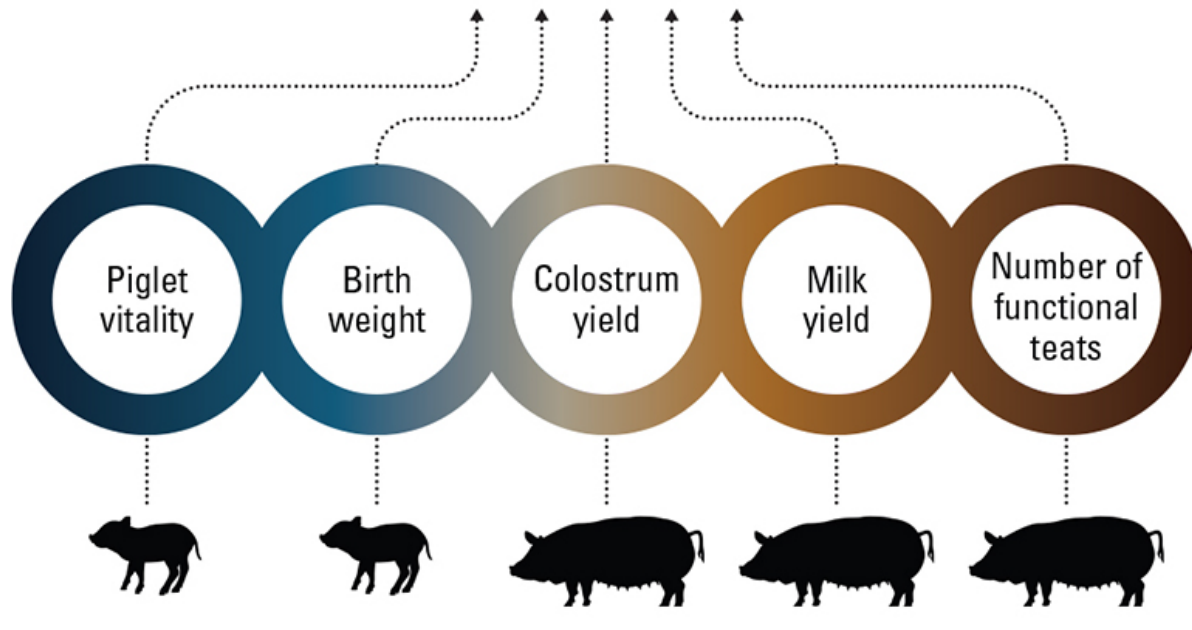 Piglet
vitality
Birth
weight
Colostrum
yield
Milk
yield
Number of
functional
teats